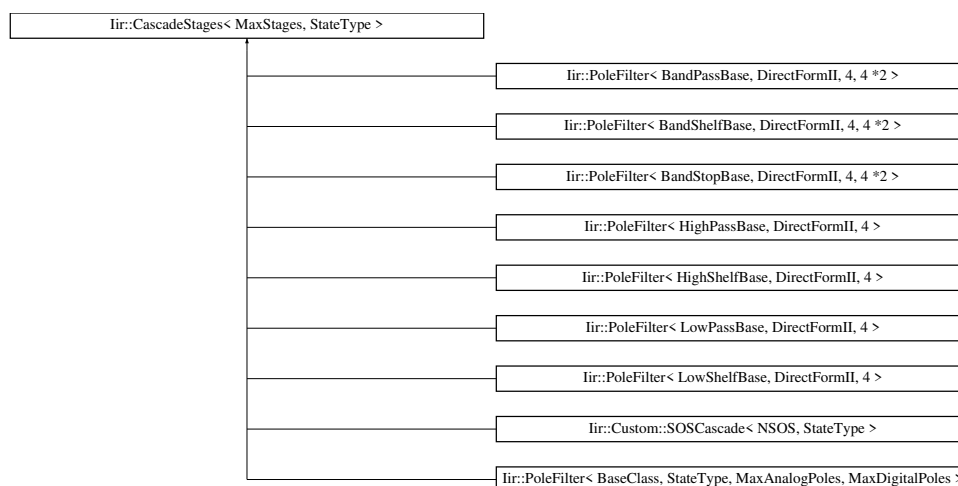 Iir::CascadeStages< MaxStages, StateType >
Iir::PoleFilter< BandPassBase, DirectFormII, 4, 4 *2 >
Iir::PoleFilter< BandShelfBase, DirectFormII, 4, 4 *2 >
Iir::PoleFilter< BandStopBase, DirectFormII, 4, 4 *2 >
Iir::PoleFilter< HighPassBase, DirectFormII, 4 >
Iir::PoleFilter< HighShelfBase, DirectFormII, 4 >
Iir::PoleFilter< LowPassBase, DirectFormII, 4 >
Iir::PoleFilter< LowShelfBase, DirectFormII, 4 >
Iir::Custom::SOSCascade< NSOS, StateType >
Iir::PoleFilter< BaseClass, StateType, MaxAnalogPoles, MaxDigitalPoles >